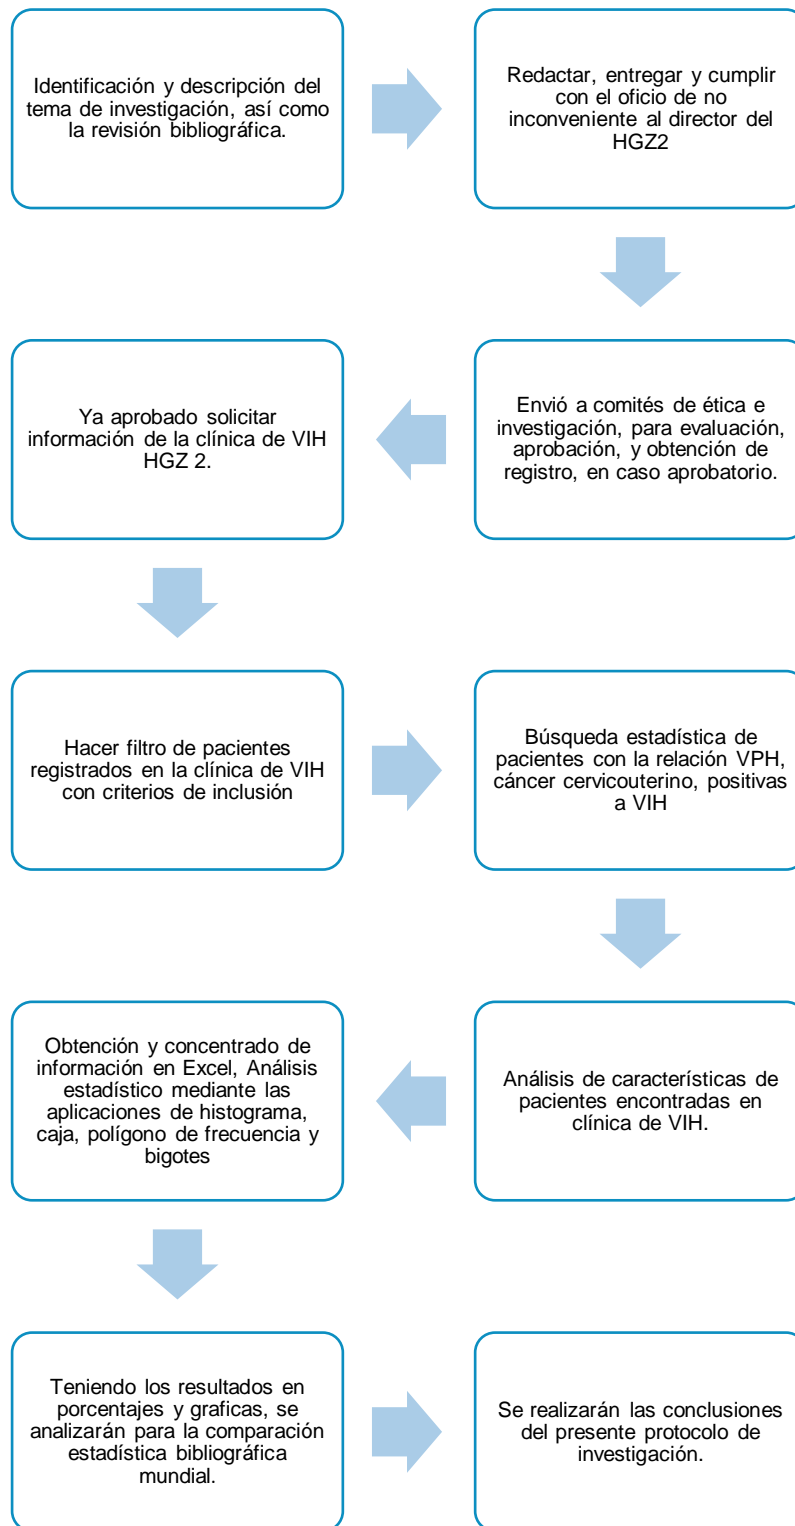 Identificación y descripción del
tema de investigación, así como
la revisión bibliográfica.
Redactar, entregar y cumplir
con el oficio de no
inconveniente al director del
HGZ2
Envió a comités de ética e
investigación, para evaluación,
aprobación, y obtención de
registro, en caso aprobatorio.
Ya aprobado solicitar
información de la clínica de VIH
HGZ 2.
Hacer filtro de pacientes
registrados en la clínica de VIH
con criterios de inclusión
Búsqueda estadística de
pacientes con la relación VPH,
cáncer cervicouterino, positivas
a VIH
Análisis de características de
pacientes encontradas en
clínica de VIH.
Obtención y concentrado de
información en Excel, Análisis
estadístico mediante las
aplicaciones de histograma,
caja, polígono de frecuencia y
bigotes
Teniendo los resultados en
porcentajes y graficas, se
analizarán para la comparación
estadística bibliográfica
mundial.
Se realizarán las conclusiones
del presente protocolo de
investigación.